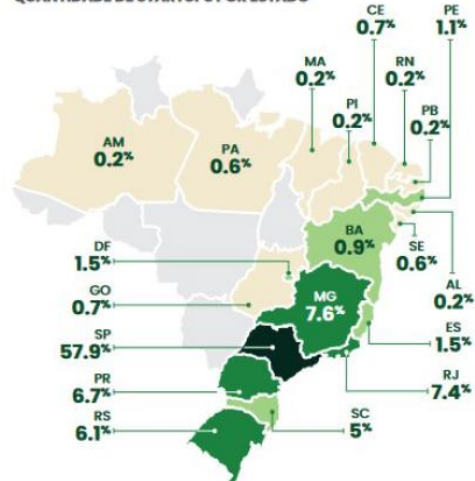 CE
0.7%
PE
1.1%
MA
0.2%
RN
0.2%
PI
0.2%
PB
0.2%
AM
0.2%
PA
0.6%
BA
0.9%
SE
0.6%
AL
0.2%
DF
1.5%
GO
0.7%
MG
7.6%
ES
1.5%
SP
57.9%
RJ
7.4%
PR
6.7%
RS
6.1%
SC
5%